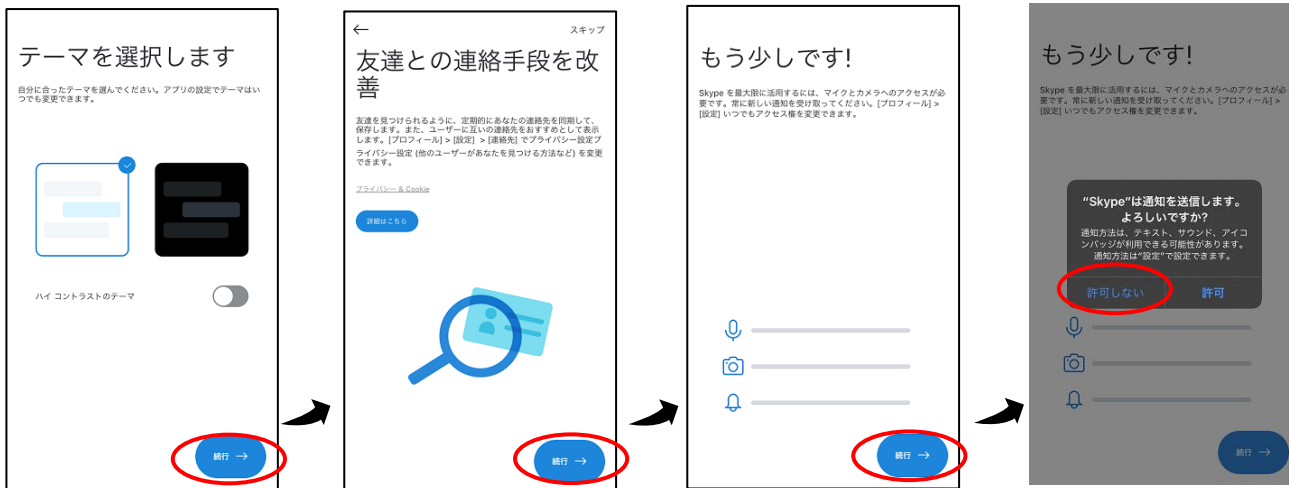 テーマを選択します
自分に合ったテーマを選んでください。アプリの設定でテーマはい
つでも変更できます。
ハイ コントラストのテーマ
続行 →
←
スキップ
友達との連絡手段を改
善
友達を見つけられるように、定期的にあなたの連絡先を同期して、
保存します。また、ユーザーに互いの連絡先をおすすめとして表示
します。[プロフィール] > [設定] > [連絡先] でプライバシー設定プ
ライバシー設定 (他のユーザーがあなたを見つける方法など) を変更
できます。
プライバシー & Cookie
詳細はこちら
続行 →
もう少しです!
Skype を最大限に活用するには、マイクとカメラへのアクセスが必
要です。常に新しい通知を受け取ってください。[プロフィール] >
[設定] いつでもアクセス権を変更できます。
続行 →
もう少しです!
Skype を最大限に活用するには、マイクとカメラへのアクセスが必
要です。常に新しい通知を受け取ってください。[プロフィール] >
[設定] いつでもアクセス権を変更できます。
“Skype”は通知を送信します。
よろしいですか?
通知方法は、テキスト、サウンド、アイコ
ンバッジが利用できる可能性があります。
通知方法は“設定”で設定できます。
許可しない
許可
続行 →